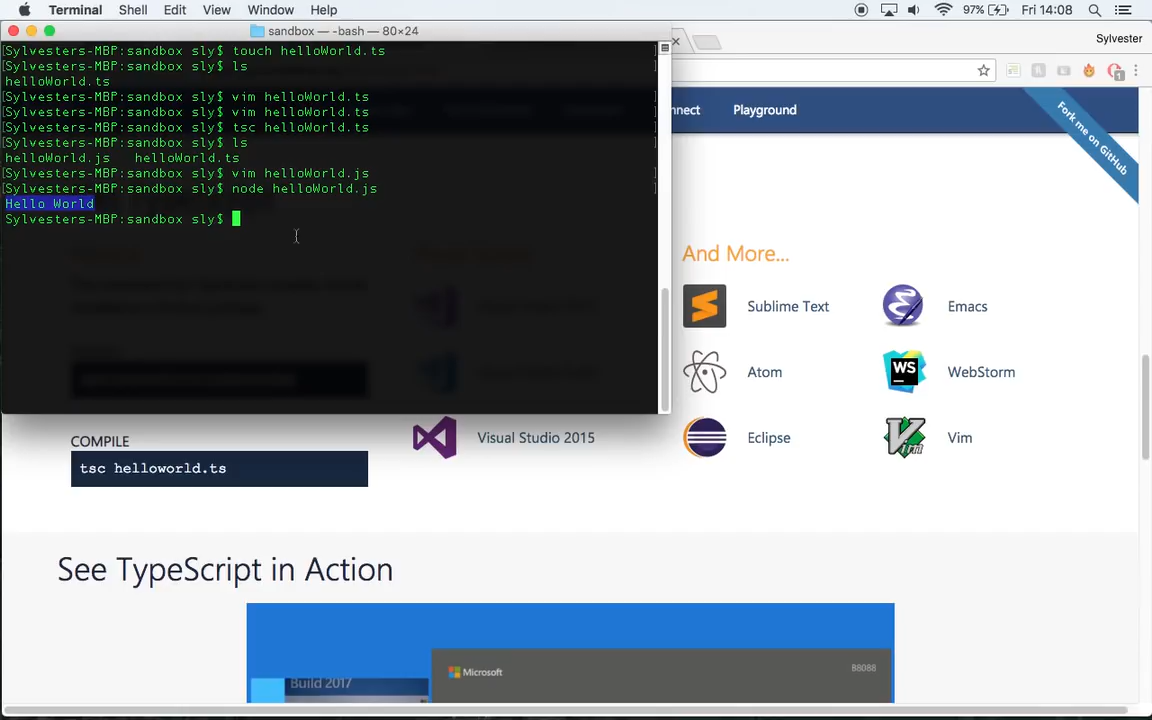 Terminal Shell Edit View Window Help 97% Fri 14:08
sandbox — -bash — 80×24
Sylvester
[Sylvesters-MBP:sandbox sly$ touch helloWorld.ts ]
[Sylvesters-MBP:sandbox sly$ ls ]
helloWorld.ts
[Sylvesters-MBP:sandbox sly$ vim helloWorld.ts ]
[Sylvesters-MBP:sandbox sly$ vim helloWorld.ts ]
[Sylvesters-MBP:sandbox sly$ tsc helloWorld.ts ]
[Sylvesters-MBP:sandbox sly$ ls ]
helloWorld.js helloWorld.ts
[Sylvesters-MBP:sandbox sly$ vim helloWorld.js ]
[Sylvesters-MBP:sandbox sly$ node helloWorld.js ]
Hello World
Sylvesters-MBP:sandbox sly$
1
nnect Playground
Fork me on GitHub
And More...
Sublime Text Emacs
Atom WS WebStorm
Visual Studio 2015 Eclipse Vim
COMPILE
tsc helloworld.ts
See TypeScript in Action
Microsoft B8088
Build 2017